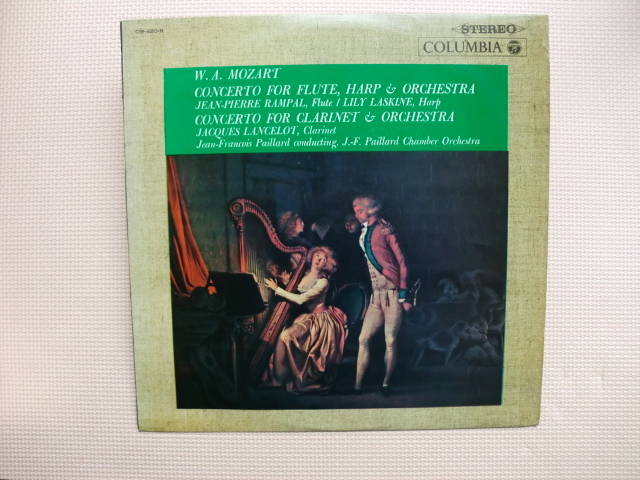 STEREO
COLUMBIA
W. A. MOZART
CONCERTO FOR FLUTE, HARP & ORCHESTRA
JEAN-PIERRE RAMPAL, Flute / LILY LASKINE, Harp
CONCERTO FOR CLARINET & ORCHESTRA
JACQUES LANCELOT, Clarinet
Jean-Francois Paillard conducting, J.-F. Paillard Chamber Orchestra